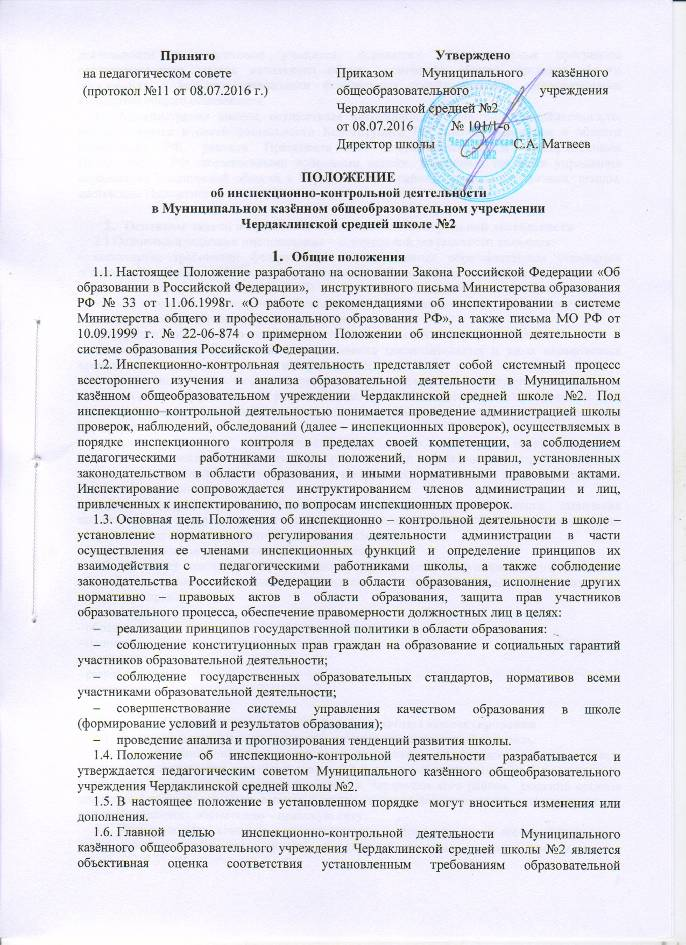 Принято
на педагогическом совете
(протокол №11 от 08.07.2016 г.)
Утверждено
Приказом Муниципального казённого
общеобразовательного учреждения
Чердаклинской средней №2
от 08.07.2016 № 101/1-о
Директор школы С.А. Матвеев
ПОЛОЖЕНИЕ
об инспекционно-контрольной деятельности
в Муниципальном казённом общеобразовательном учреждении
Чердаклинской средней школе №2
1. Общие положения
1.1. Настоящее Положение разработано на основании Закона Российской Федерации «Об
образовании в Российской Федерации», инструктивного письма Министерства образования
РФ № 33 от 11.06.1998г. «О работе с рекомендациями об инспектировании в системе
Министерства общего и профессионального образования РФ», а также письма МО РФ от
10.09.1999 г. № 22-06-874 о примерном Положении об инспекционной деятельности в
системе образования Российской Федерации.
1.2. Инспекционно-контрольная деятельность представляет собой системный процесс
всестороннего изучения и анализа образовательной деятельности в Муниципальном
казённом общеобразовательном учреждении Чердаклинской средней школе №2. Под
инспекционно–контрольной деятельностью понимается проведение администрацией школы
проверок, наблюдений, обследований (далее – инспекционных проверок), осуществляемых в
порядке инспекционного контроля в пределах своей компетенции, за соблюдением
педагогическими работниками школы положений, норм и правил, установленных
законодательством в области образования, и иными нормативными правовыми актами.
Инспектирование сопровождается инструктированием членов администрации и лиц,
привлеченных к инспектированию, по вопросам инспекционных проверок.
1.3. Основная цель Положения об инспекционно – контрольной деятельности в школе –
установление нормативного регулирования деятельности администрации в части
осуществления ее членами инспекционных функций и определение принципов их
взаимодействия с педагогическими работниками школы, а также соблюдение
законодательства Российской Федерации в области образования, исполнение других
нормативно – правовых актов в области образования, защита прав участников
образовательного процесса, обеспечение правомерности должностных лиц в целях:
– реализации принципов государственной политики в области образования:
– соблюдение конституционных прав граждан на образование и социальных гарантий
участников образовательной деятельности;
– соблюдение государственных образовательных стандартов, нормативов всеми
участниками образовательной деятельности;
– совершенствование системы управления качеством образования в школе
(формирование условий и результатов образования);
– проведение анализа и прогнозирования тенденций развития школы.
1.4. Положение об инспекционно-контрольной деятельности разрабатывается и
утверждается педагогическим советом Муниципального казённого общеобразовательного
учреждения Чердаклинской средней школы №2.
1.5. В настоящее положение в установленном порядке могут вноситься изменения или
дополнения.
1.6. Главной целью инспекционно-контрольной деятельности Муниципального
казённого общеобразовательного учреждения Чердаклинской средней школы №2 является
объективная оценка соответствия установленным требованиям образовательной